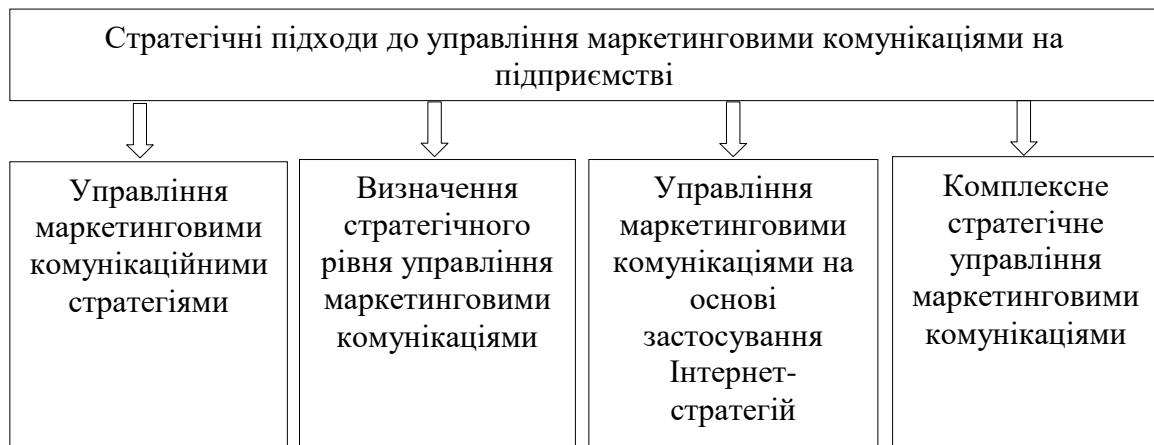 Стратегічні підходи до управління маркетинговими комунікаціями на
підприємстві
Управління
маркетинговими
комунікаційними
стратегіями
Визначення
стратегічного
рівня управління
маркетинговими
комунікаціями
Управління
маркетинговими
комунікаціями на
основі
застосування
Інтернет-
стратегій
Комплексне
стратегічне
управління
маркетинговими
комунікаціями